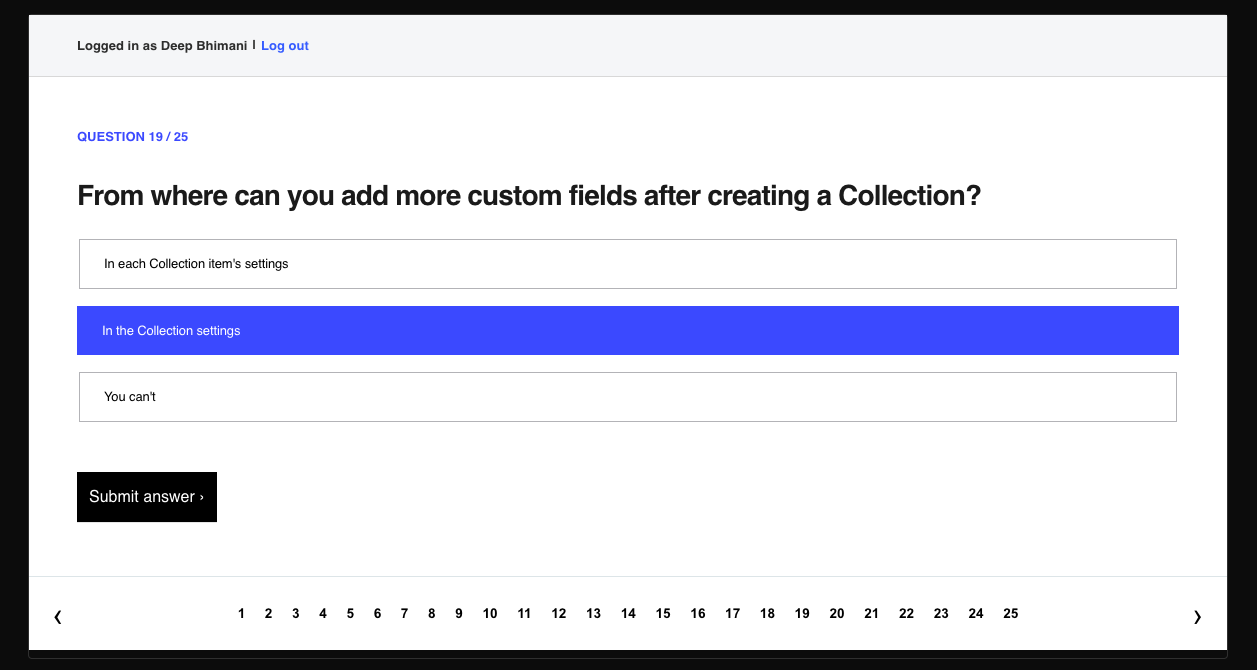 Logged in as Deep Bhimani | Log out
QUESTION 19 / 25
From where can you add more custom fields after creating a Collection?
In each Collection item's settings
In the Collection settings
You can't
Submit answer ›
❮ 1 2 3 4 5 6 7 8 9 10 11 12 13 14 15 16 17 18 19 20 21 22 23 24 25 ❯